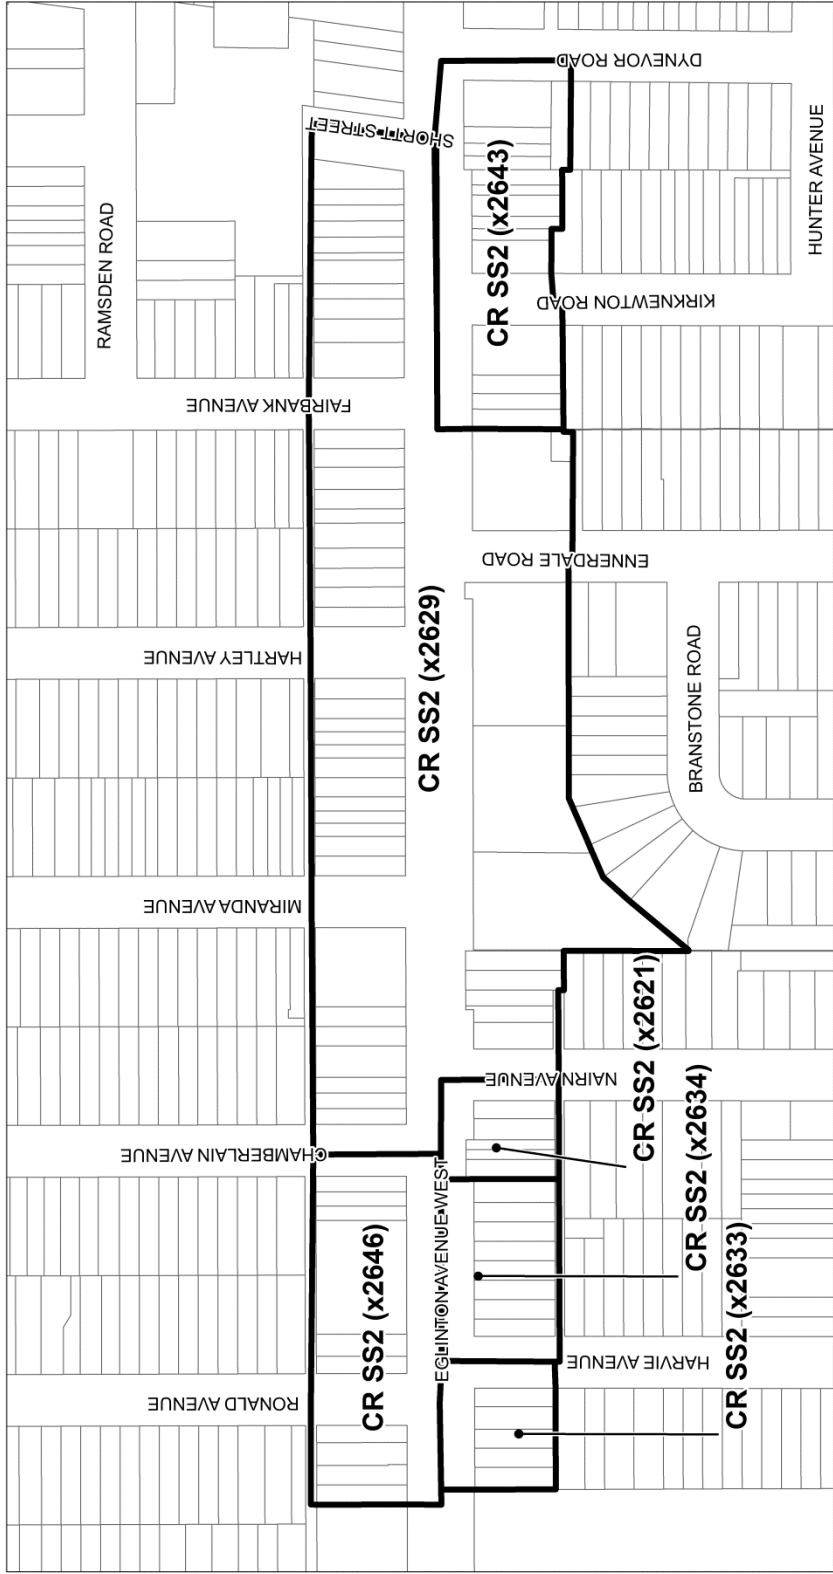 RONALD AVENUE
CHAMBERLAIN AVENUE
MIRANDA AVENUE
HARTLEY AVENUE
FAIRBANK AVENUE
RAMSDEN ROAD
SHORTT STREET
CR SS2 (x2646)
EGLINTON AVENUE WEST
CR SS2 (x2629)
CR SS2 (x2643)
DYNEVOR ROAD
HARVIE AVENUE
NAIRN AVENUE
ENNERDALE ROAD
KIRKNEWTON ROAD
CR SS2 (x2621)
CR SS2 (x2634)
CR SS2 (x2633)
BRANSTONE ROAD
HUNTER AVENUE